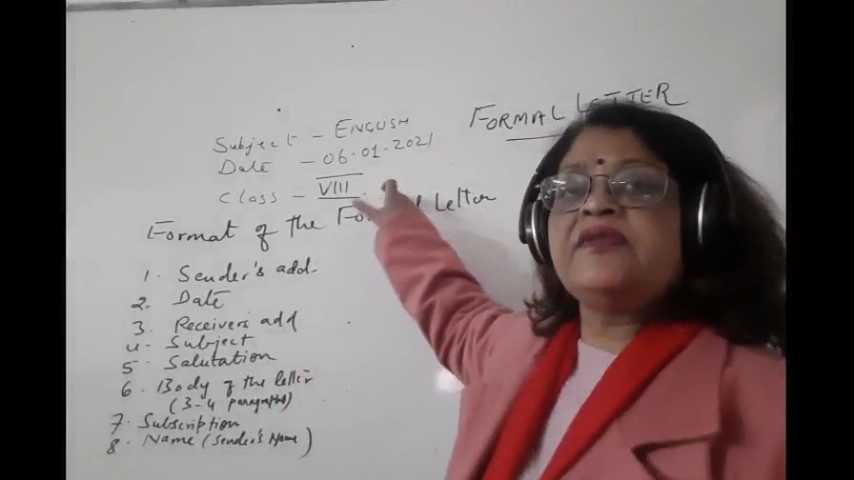 FORMAL LETTER
Subject - ENGLISH
Date - 06.01.2021
Class - VIII
Format of the Formal Letter
1. Sender's add.
2. Date
3. Receivers add
4. Subject
5. Salutation
6. Body of the letter
(3-4 paragraphs)
7. Subscription
8. Name (Sender's Name)